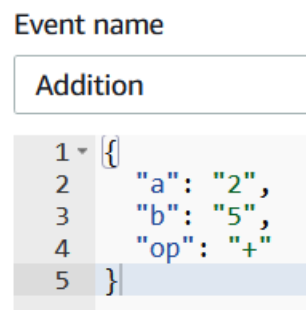 Event name
Addition
1 {
2 "a": "2",
3 "b": "5",
4 "op": "+"
5 }